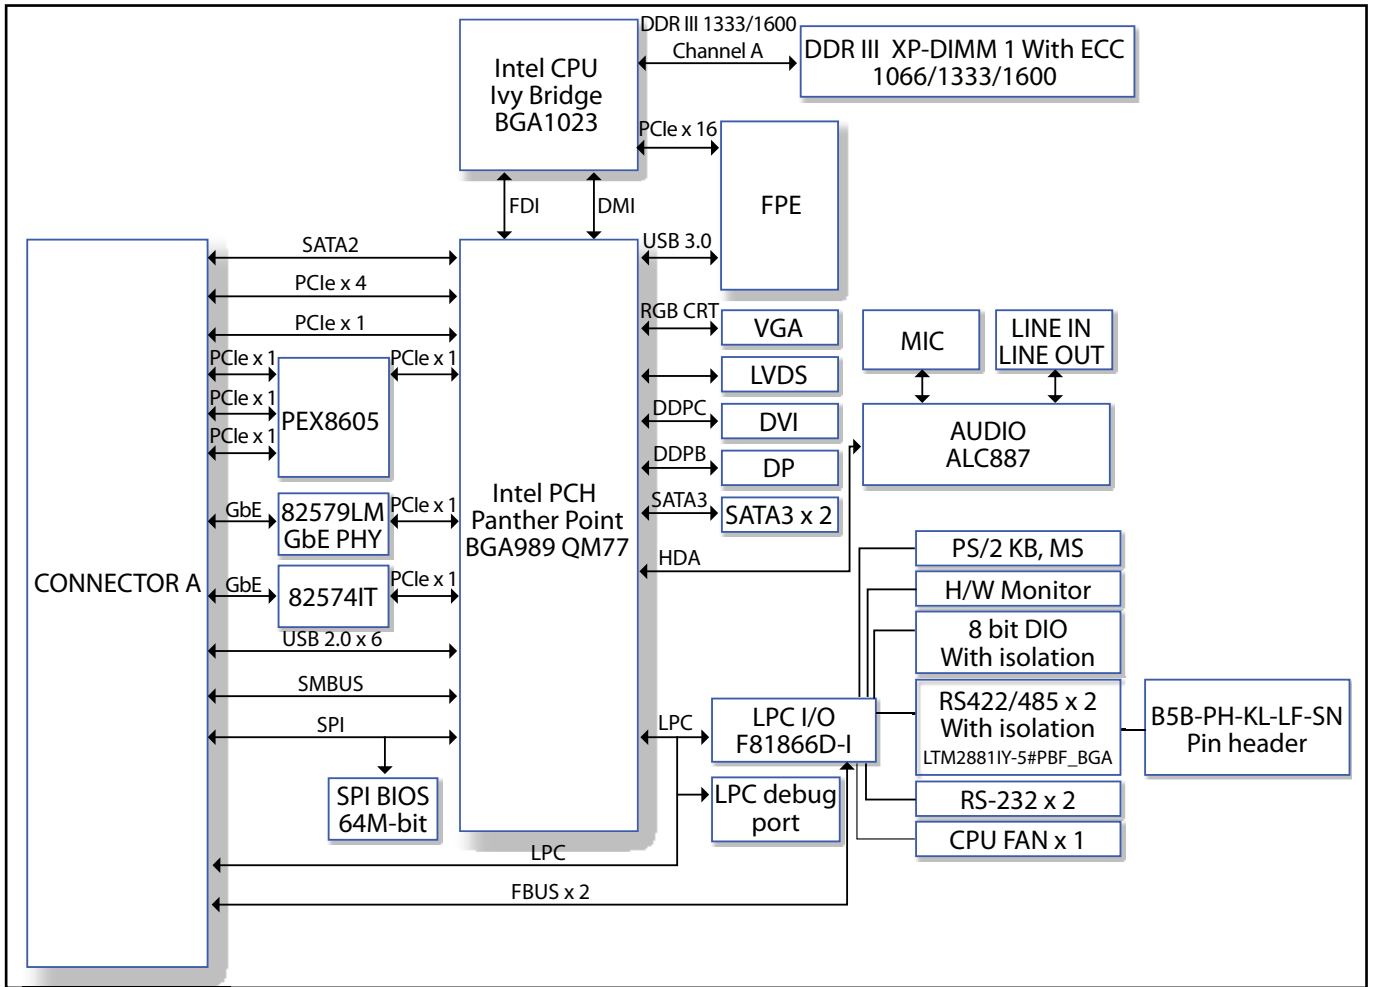 DDR III 1333/1600
Channel A
DDR III XP-DIMM 1 With ECC
1066/1333/1600
Intel CPU
Ivy Bridge
BGA1023
PCIe x 16
FPE
FDI
DMI
USB 3.0
SATA2
PCIe x 4
PCIe x 1
PCIe x 1
PCIe x 1
PCIe x 1
PEX8605
PCIe x 1
GbE
82579LM
GbE PHY
PCIe x 1
CONNECTOR A
GbE
82574IT
PCIe x 1
USB 2.0 x 6
SMBUS
SPI
SPI BIOS
64M-bit
Intel PCH
Panther Point
BGA989 QM77
RGB CRT
VGA
LVDS
DDPC
DVI
DDPB
DP
SATA3
SATA3 x 2
HDA
MIC
LINE IN
LINE OUT
AUDIO
ALC887
PS/2 KB, MS
H/W Monitor
8 bit DIO
With isolation
LPC
LPC I/O
F81866D-I
RS422/485 x 2
With isolation
LTM2881IY-5#PBF_BGA
B5B-PH-KL-LF-SN
Pin header
LPC debug
port
RS-232 x 2
CPU FAN x 1
LPC
FBUS x 2